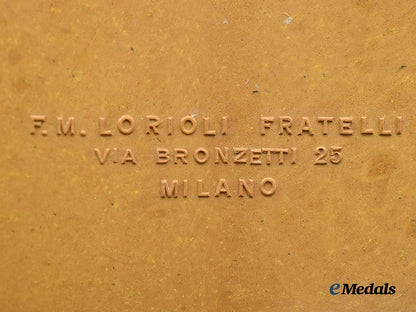 F.M. LORIOLI FRATELLI
VIA BRONZETTI 25
MILANO
eMedals